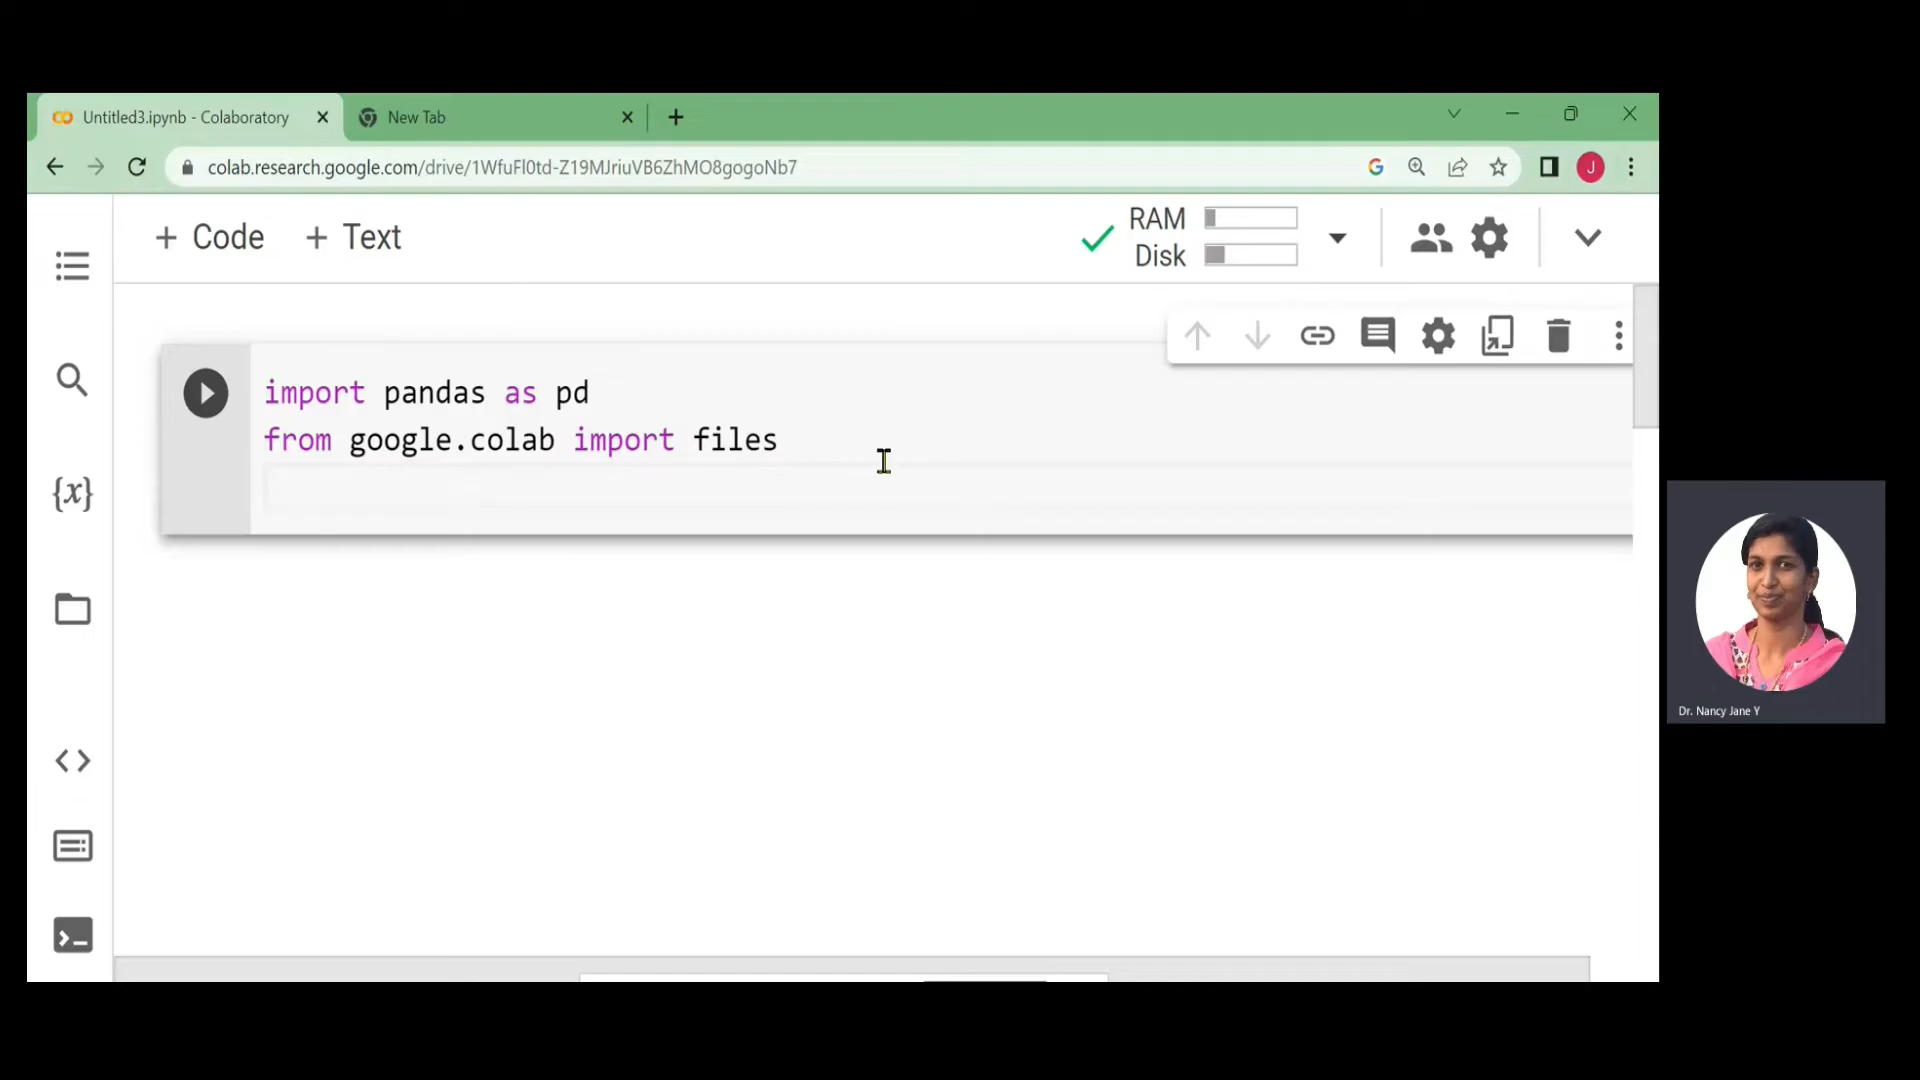 Untitled3.ipynb - Colaboratory
New Tab
colab.research.google.com/drive/1WfuFl0td-Z19MJriuVB6ZhMO8gogoNb7
+ Code + Text
RAM
Disk
import pandas as pd
from google.colab import files
{x}
J
Dr. Nancy Jane Y